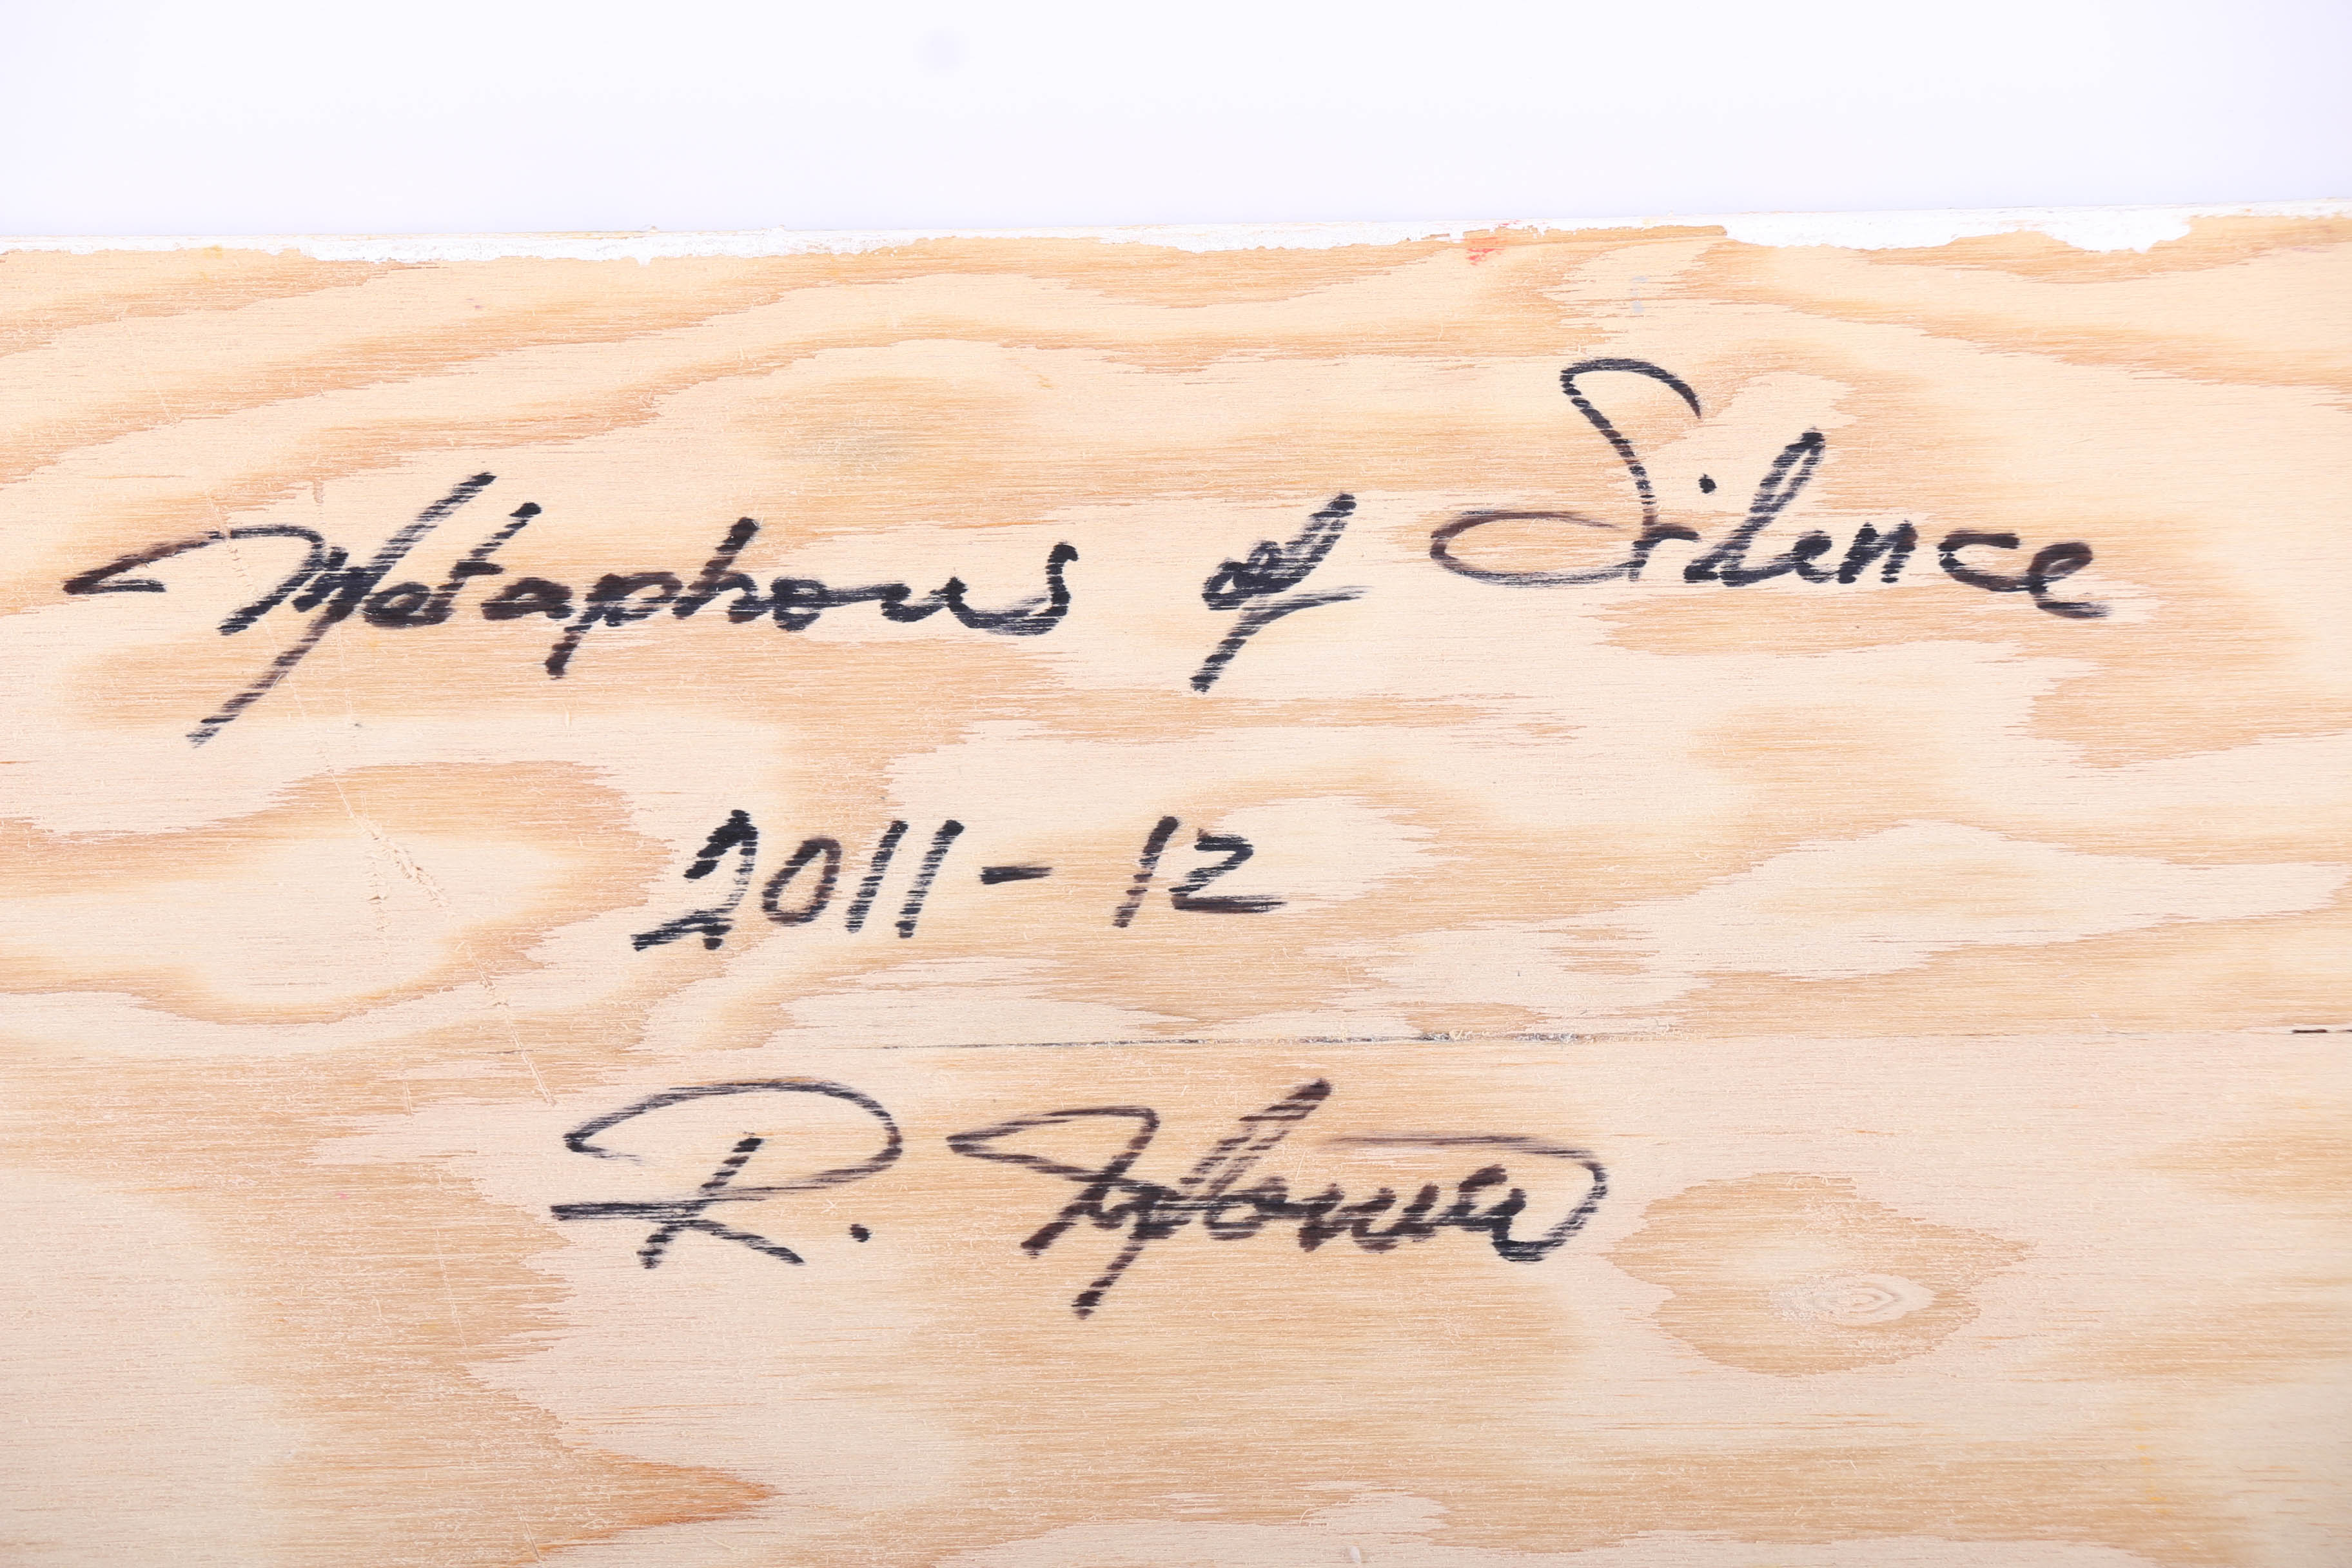 Metaphors of Silence
2011-12
R.